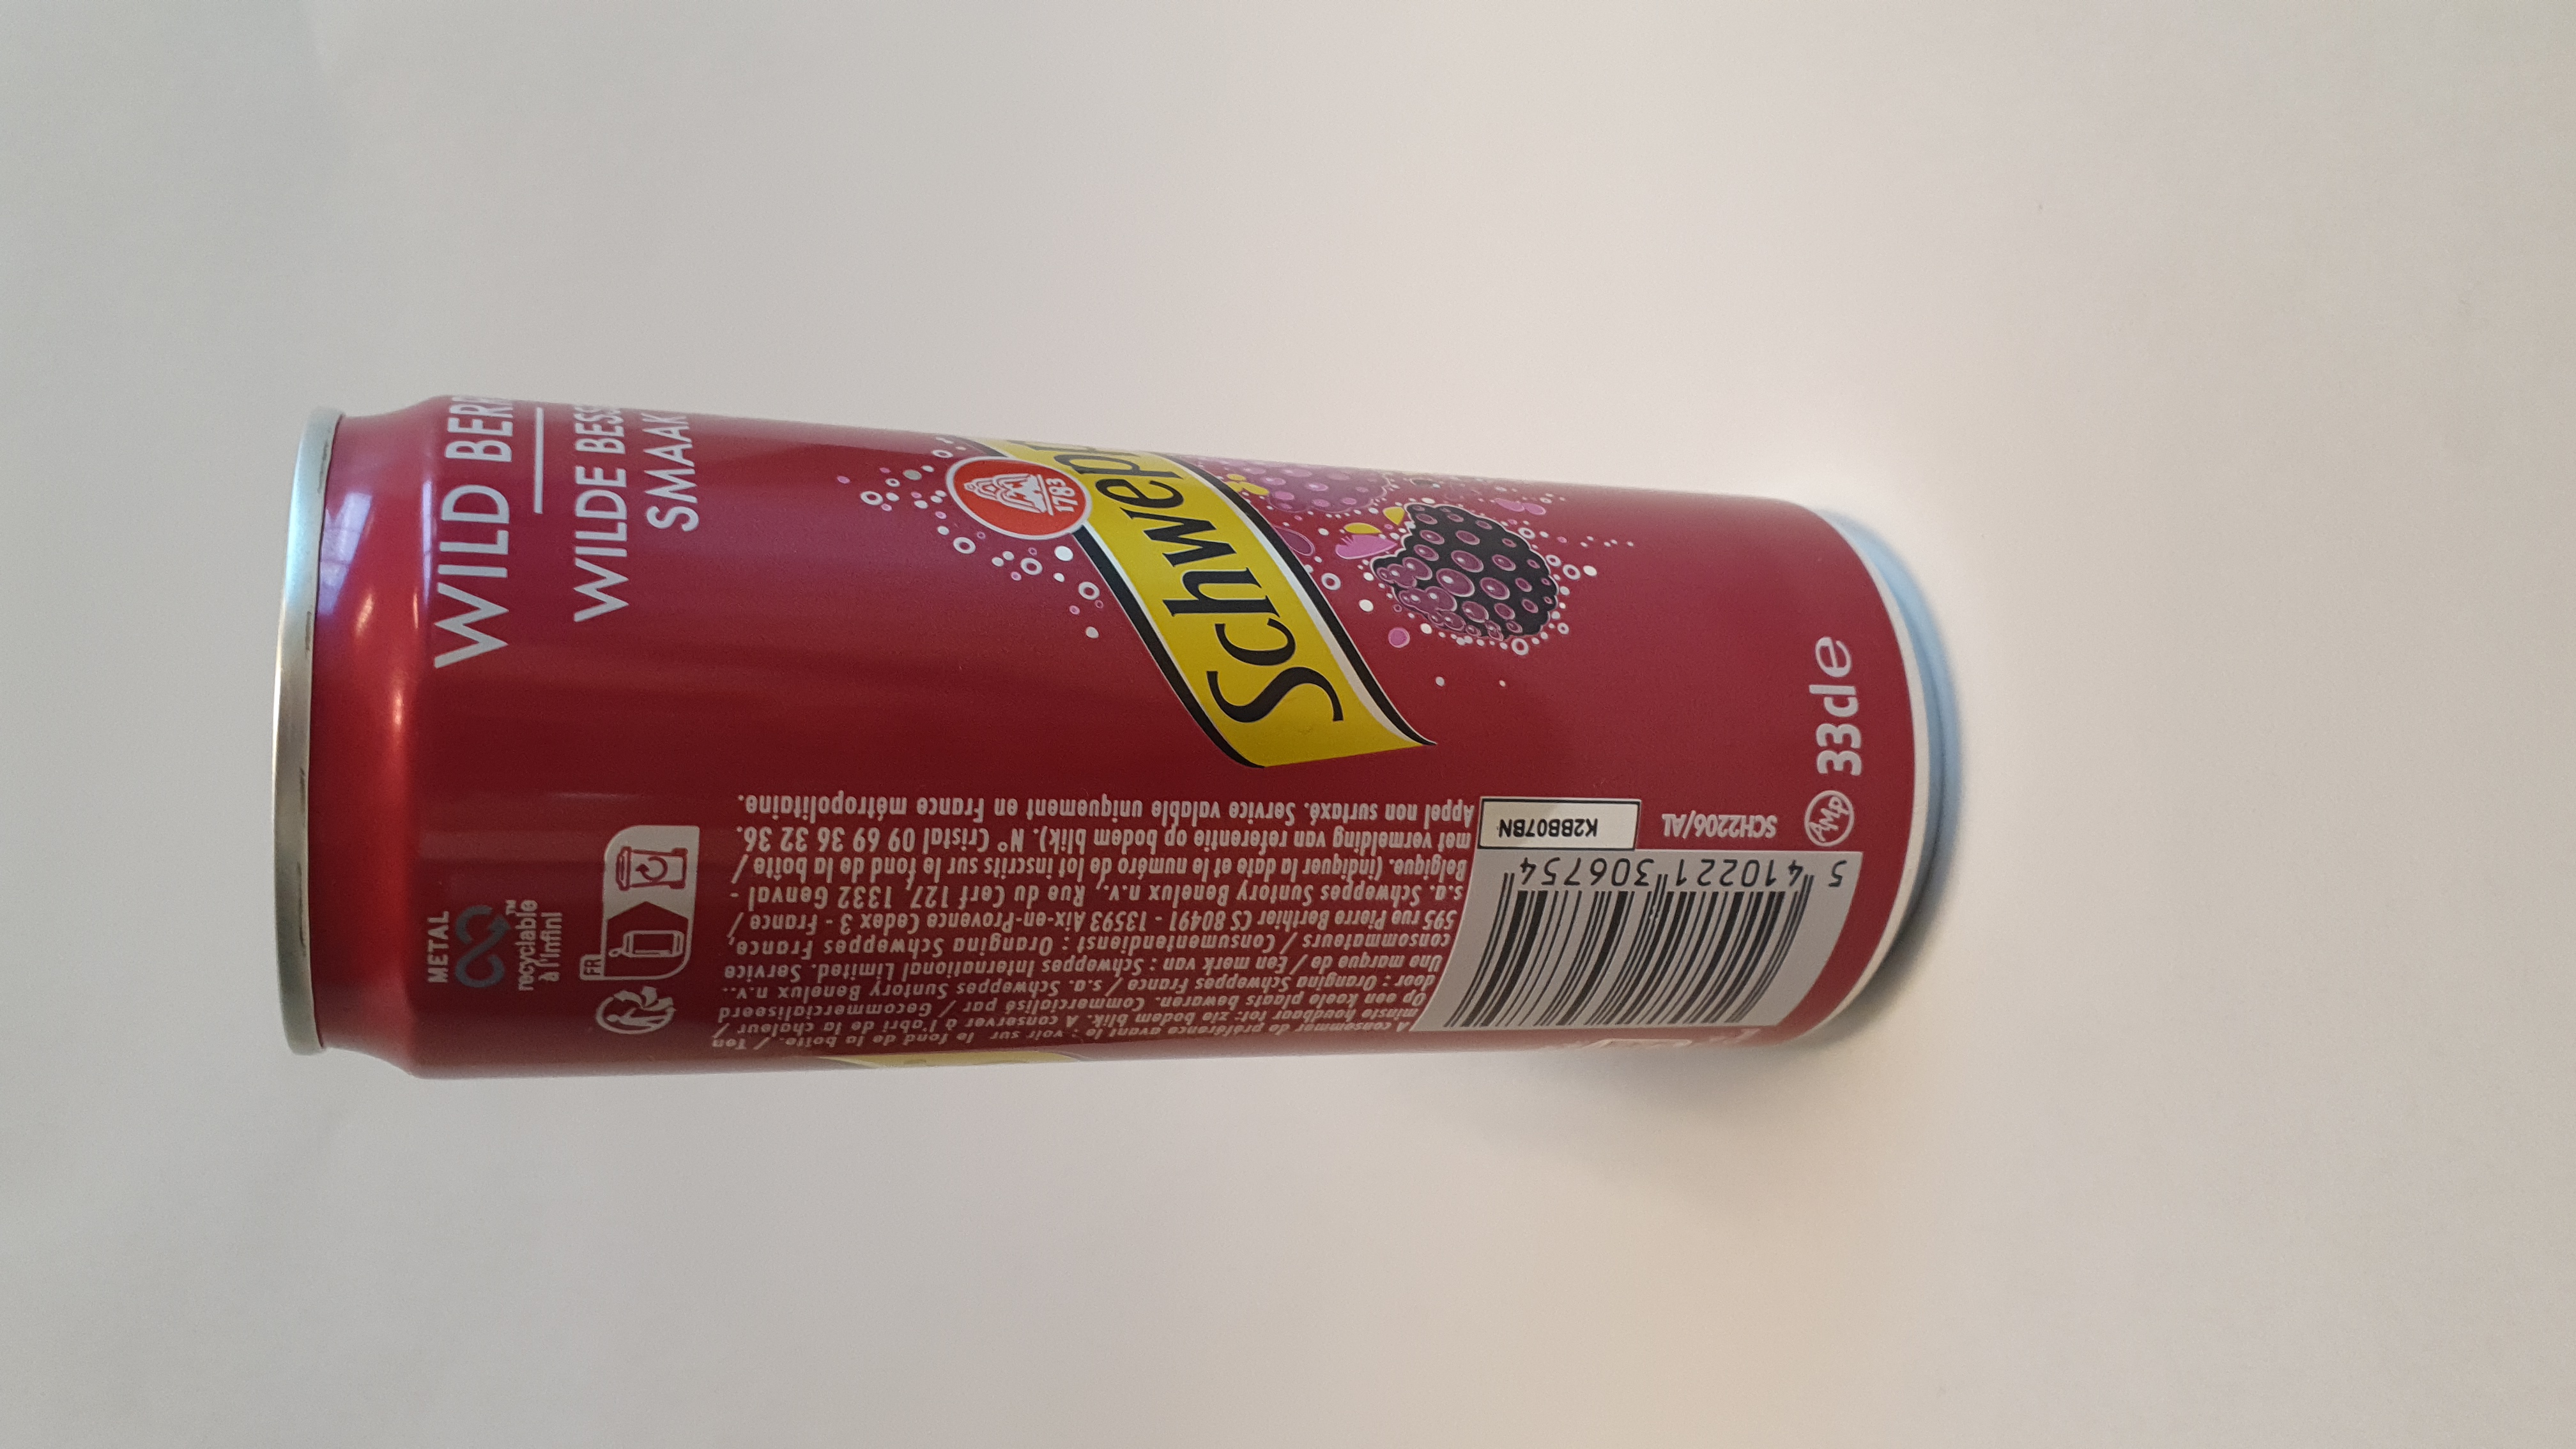 METAL
recyclable™
à l'infini
FR
WILD BERR
WILDE BESS
SMAAK
1783
Schwepp
A consommer de préférence avant le : voir sur le fond de la boîte. / Ten
minste houdbaar tot: zie bodem blik. A conserver à l'abri de la chaleur /
Op een koele plaats bewaren. Commercialisé par / Gecommercialiseerd
door : Orangina Schweppes France / s.a. Schweppes Suntory Benelux n.v..
Une marque de / Een merk van : Schweppes International Limited. Service
consommateurs / Consumentendienst : Orangina Schweppes France,
595 rue Pierre Berthier CS 80491 - 13593 Aix-en-Provence Cedex 3 - France /
s.a. Schweppes Suntory Benelux n.v. Rue du Cerf 127, 1332 Genval -
Belgique. (indiquer la date et le numéro de lot inscrits sur le fond de la boîte /
met vermelding van referentie op bodem blik). N° Cristal 09 69 36 32 36.
Appel non surtaxé. Service valable uniquement en France métropolitaine.
5 410221 306754
K2BB07BN
SCH2206/AL
AMP
33cl e